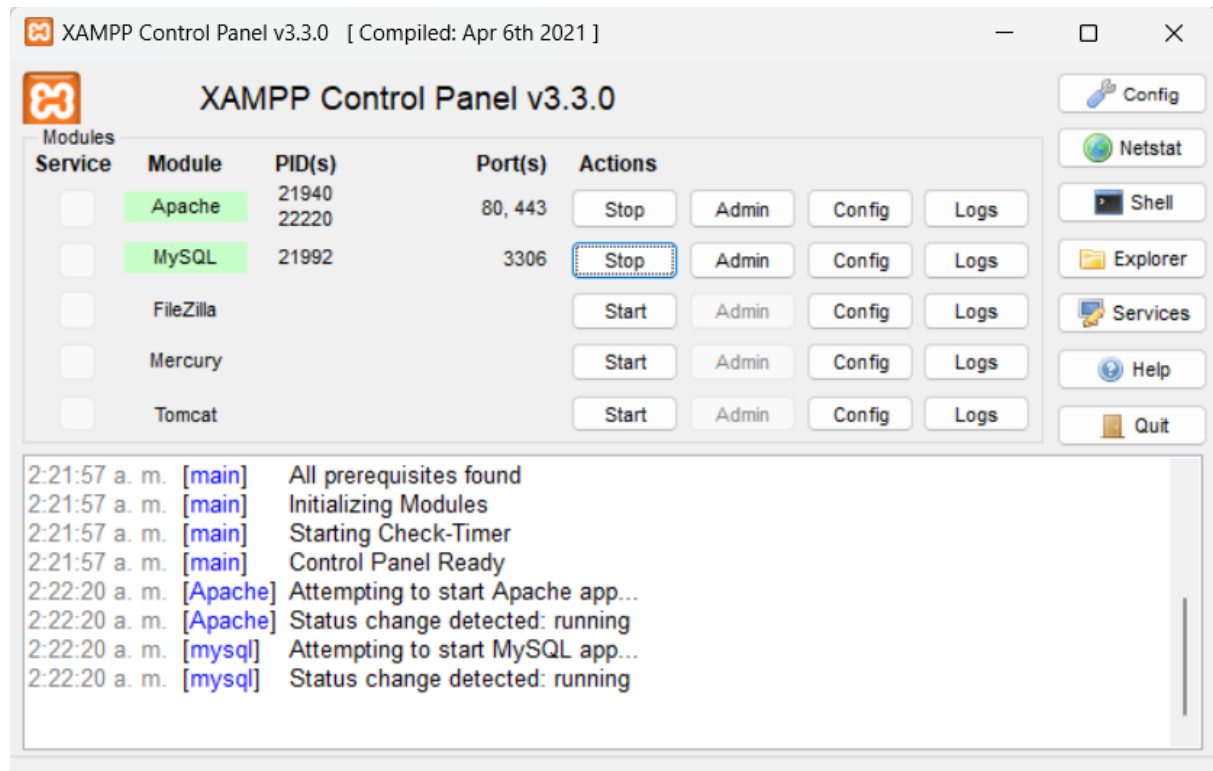 XAMPP Control Panel v3.3.0 [ Compiled: Apr 6th 2021 ]
XAMPP Control Panel v3.3.0
Config
Modules
Service Module PID(s) Port(s) Actions
Netstat
Apache 21940 22220 80, 443 Stop Admin Config Logs
Shell
MySQL 21992 3306 Stop Admin Config Logs
Explorer
FileZilla Start Admin Config Logs
Services
Mercury Start Admin Config Logs
Help
Tomcat Start Admin Config Logs
Quit
2:21:57 a. m. [main] All prerequisites found
2:21:57 a. m. [main] Initializing Modules
2:21:57 a. m. [main] Starting Check-Timer
2:21:57 a. m. [main] Control Panel Ready
2:22:20 a. m. [Apache] Attempting to start Apache app...
2:22:20 a. m. [Apache] Status change detected: running
2:22:20 a. m. [mysql] Attempting to start MySQL app...
2:22:20 a. m. [mysql] Status change detected: running